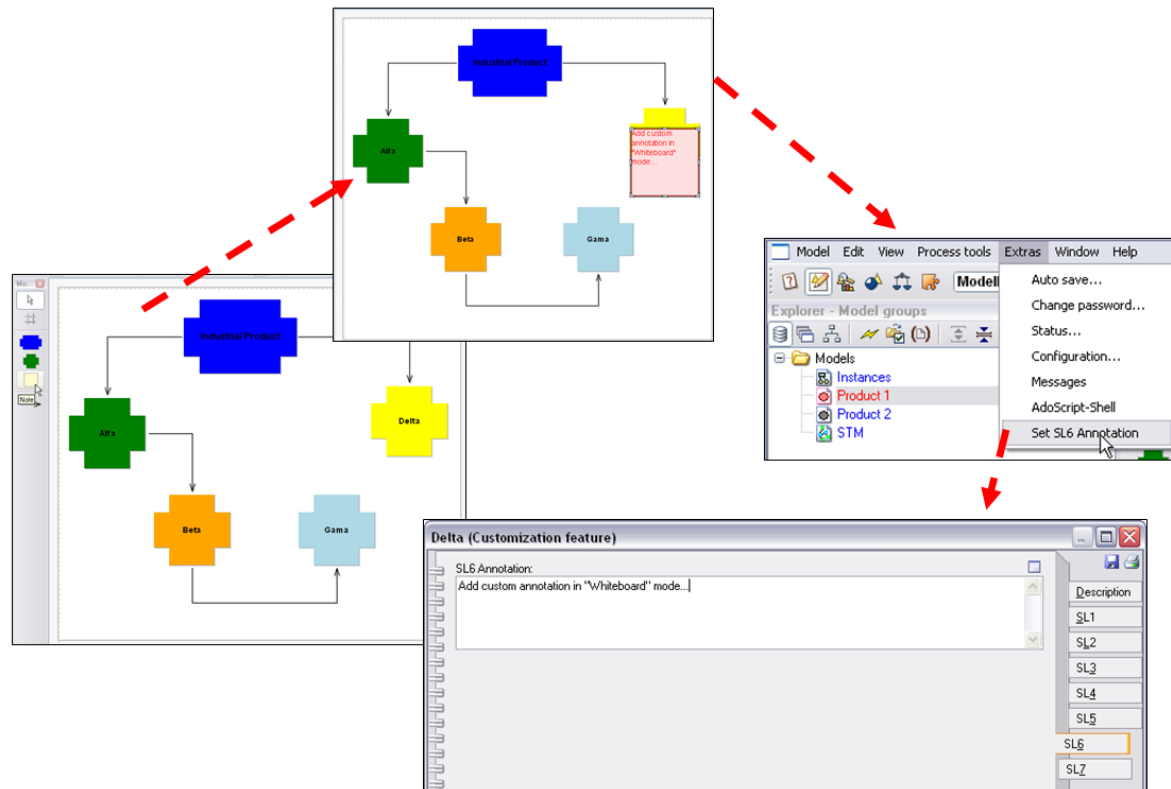 Industrial Product
Alfa
Add custom
annotation in
"Whiteboard"
mode...
Beta
Gama
Note
Industrial Product
Alfa
Delta
Beta
Gama
Model Edit View Process tools Extras Window Help
Modell
Explorer - Model groups
Models
Instances
Product 1
Product 2
STM
Auto save...
Change password...
Status...
Configuration...
Messages
AdoScript-Shell
Set SL6 Annotation
Delta (Customization feature)
SL6 Annotation:
Add custom annotation in "Whiteboard" mode...
Description
SL1
SL2
SL3
SL4
SL5
SL6
SL7